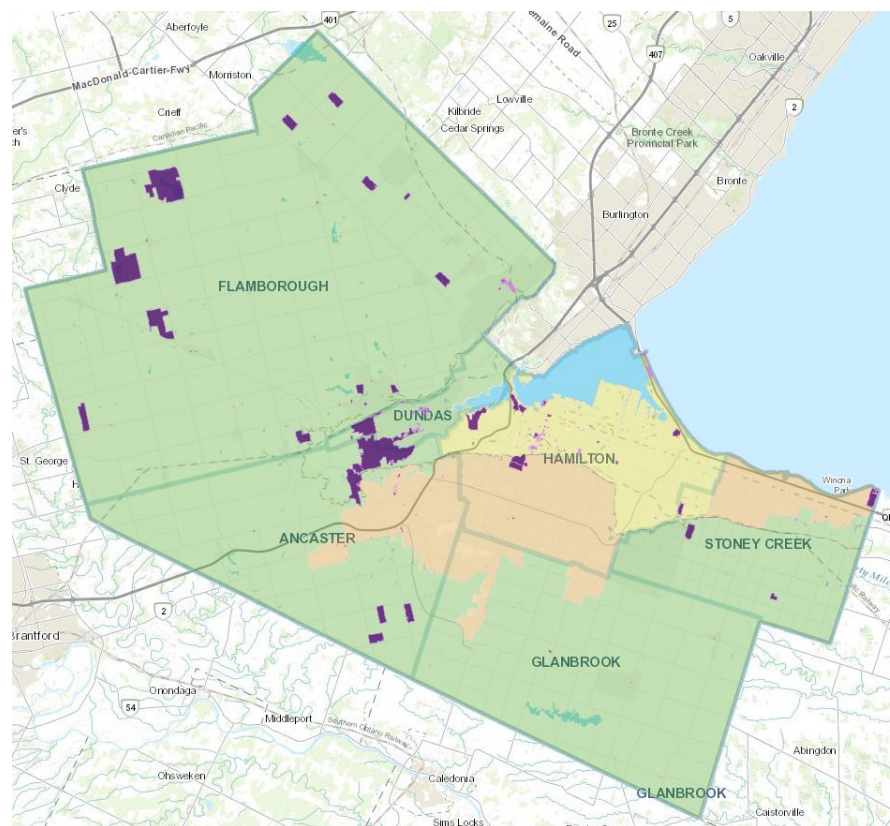 Aberfoyle
401
25
5
Oakville
Morriston
MacDonald-Cartier-Fwy
407
Lowville
Kilbride
Cedar Springs
2
Crieff
Canadian Pacific
Bronte Creek
Provincial Park
Clyde
Bronte
Burlington
FLAMBOROUGH
DUNDAS
St. George
HAMILTON
Winona
Park
ANCASTER
STONEY CREEK
2
Brantford
GLANBROOK
Onondaga
54
Middleport
Southern Ontario Railway
Abingdon
Ohsweken
Caledonia
GLANBROOK
Caistorville
Sims Locks